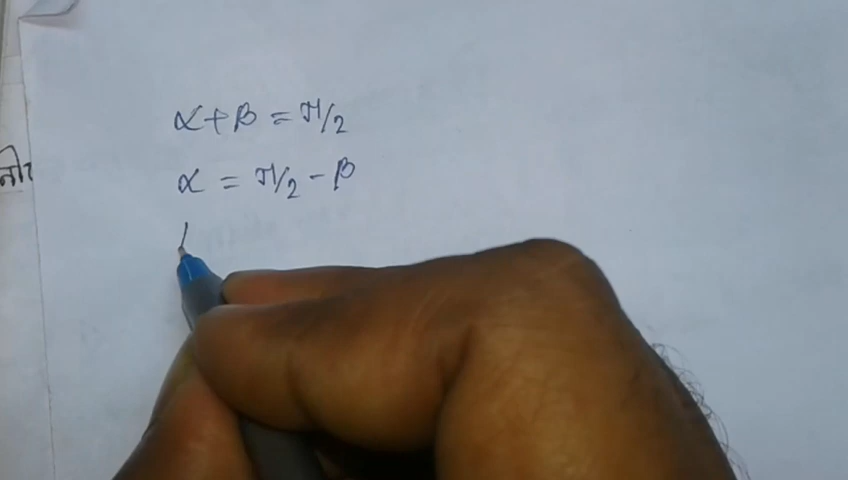 α+β = π/2
α = π/2 - β